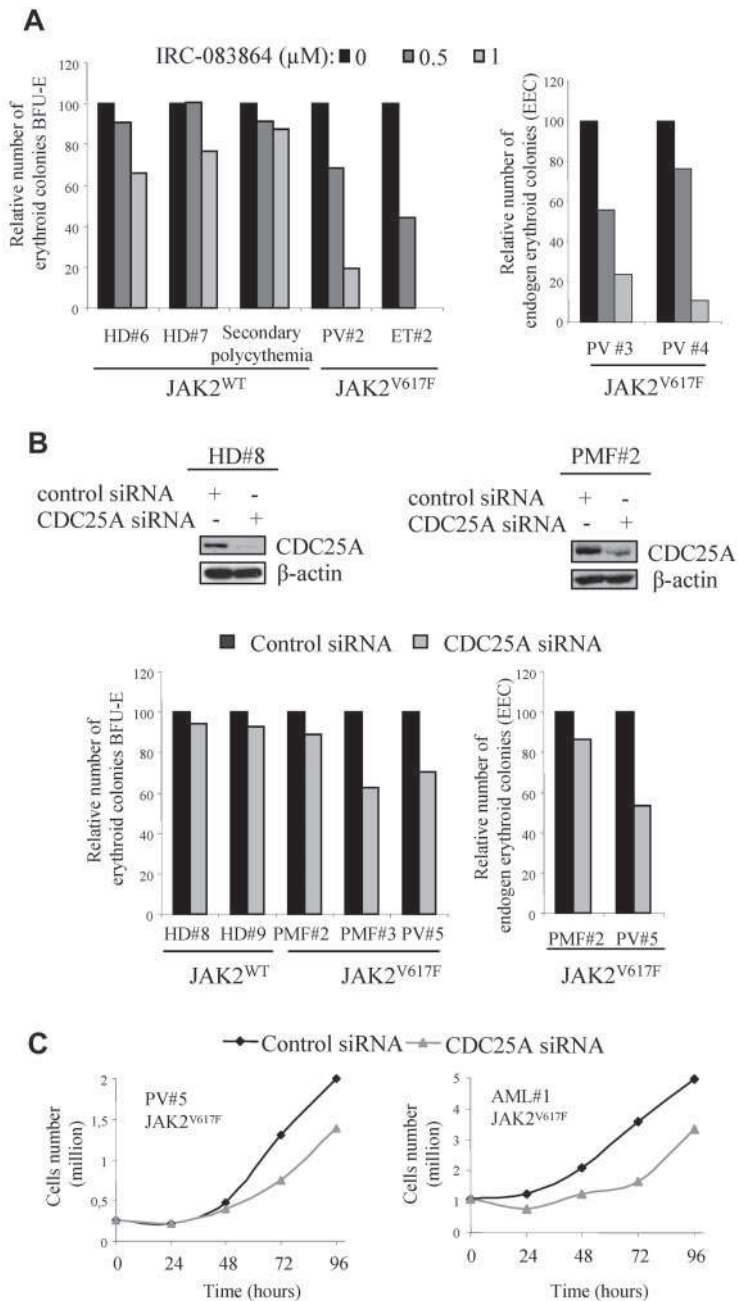 A
IRC-083864 (µM): 0 0.5 1
Relative number of
erythroid colonies BFU-E
120
100
80
60
40
20
0
HD#6 HD#7 Secondary polycythemia PV#2 ET#2
JAK2WT JAK2V617F
Relative number of
endogen erythroid colonies (EEC)
120
100
80
60
40
20
0
PV #3 PV #4
JAK2V617F
B
HD#8
control siRNA + -
CDC25A siRNA - +
CDC25A
β-actin
PMF#2
control siRNA + -
CDC25A siRNA - +
CDC25A
β-actin
Control siRNA CDC25A siRNA
Relative number of
erythroid colonies BFU-E
120
100
80
60
40
20
0
HD#8 HD#9 PMF#2 PMF#3 PV#5
JAK2WT JAK2V617F
Relative number of
endogen erythroid colonies (EEC)
120
100
80
60
40
20
0
PMF#2 PV#5
JAK2V617F
C
Control siRNA CDC25A siRNA
PV#5
JAK2V617F
Cells number
(million)
2
1,5
1
0,5
0
0 24 48 72 96
Time (hours)
AML#1
JAK2V617F
Cells number
(million)
5
4
3
2
1
0
0 24 48 72 96
Time (hours)